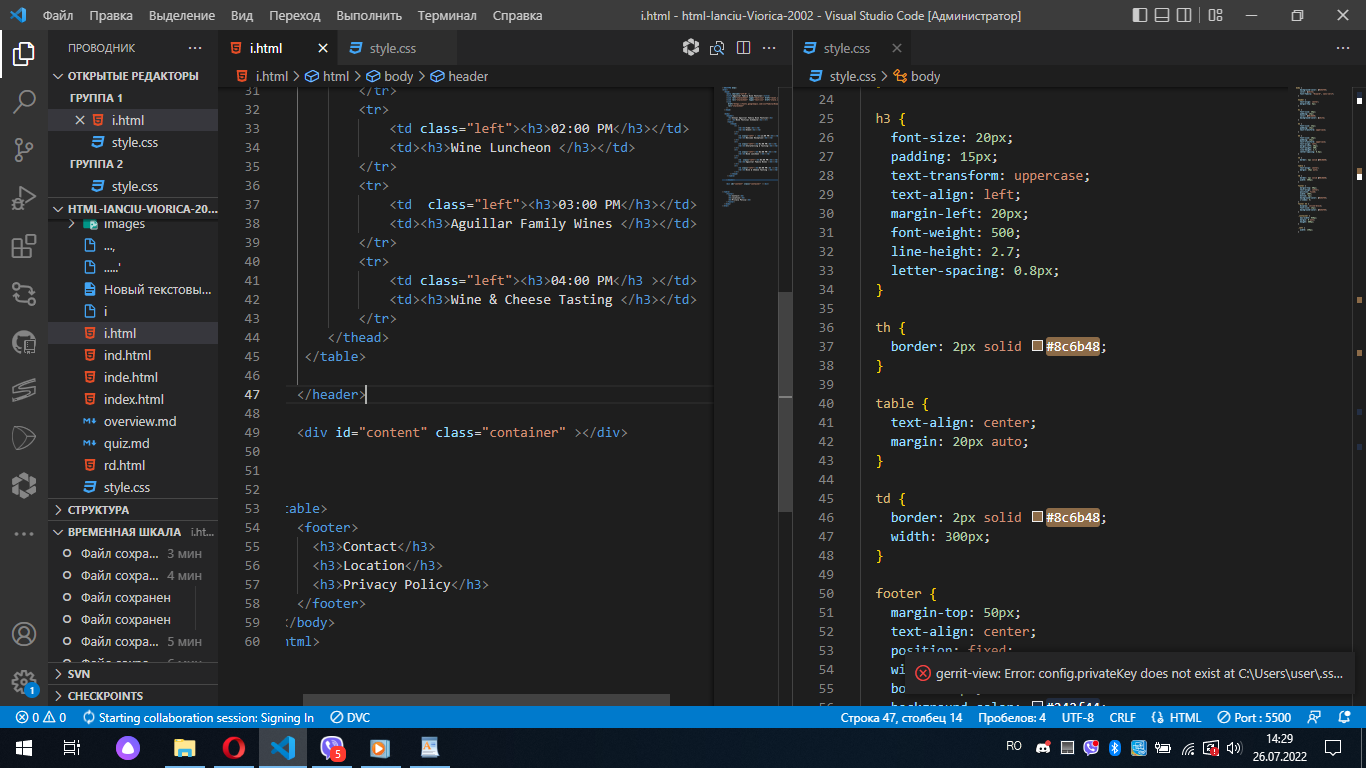 Файл Правка Выделение Вид Переход Выполнить Терминал Справка i.html - html-Ianciu-Viorica-2002 - Visual Studio Code [Администратор]
ПРОВОДНИК
ОТКРЫТЫЕ РЕДАКТОРЫ
ГРУППА 1
i.html
style.css
ГРУППА 2
style.css
HTML-IANCIU-VIORICA-20...
images
...,
.....'
Новый текстовы...
i
i.html
ind.html
inde.html
index.html
overview.md
quiz.md
rd.html
style.css
СТРУКТУРА
ВРЕМЕННАЯ ШКАЛА i.ht...
Файл сохра... 3 мин
Файл сохра... 4 мин
Файл сохранен
Файл сохранен
Файл сохра... 5 мин
SVN
CHECKPOINTS
1
i.html style.css
i.html > html > body > header
31 </tr>
32 <tr>
33 <td class="left"><h3>02:00 PM</h3></td>
34 <td><h3>Wine Luncheon </h3></td>
35 </tr>
36 <tr>
37 <td  class="left"><h3>03:00 PM</h3></td>
38 <td><h3>Aguillar Family Wines </h3></td>
39 </tr>
40 <tr>
41 <td class="left"><h3>04:00 PM</h3 ></td>
42 <td><h3>Wine & Cheese Tasting </h3></td>
43 </tr>
44 </thead>
45 </table>
46
47 </header>
48
49 <div id="content" class="container" ></div>
50
51
52
53 table>
54 <footer>
55 <h3>Contact</h3>
56 <h3>Location</h3>
57 <h3>Privacy Policy</h3>
58 </footer>
59 </body>
60 html>
style.css
style.css > body
24
25 h3 {
26 font-size: 20px;
27 padding: 15px;
28 text-transform: uppercase;
29 text-align: left;
30 margin-left: 20px;
31 font-weight: 500;
32 line-height: 2.7;
33 letter-spacing: 0.8px;
34 }
35
36 th {
37 border: 2px solid #8c6b48;
38 }
39
40 table {
41 text-align: center;
42 margin: 20px auto;
43 }
44
45 td {
46 border: 2px solid #8c6b48;
47 width: 300px;
48 }
49
50 footer {
51 margin-top: 50px;
52 text-align: center;
53 position: fixed;
54 wi
55 bo
gerrit-view: Error: config.privateKey does not exist at C:\Users\user\.ss...
0 0 Starting collaboration session: Signing In DVC Строка 47, столбец 14 Пробелов: 4 UTF-8 CRLF HTML Port : 5500
5 RO 14:29
26.07.2022